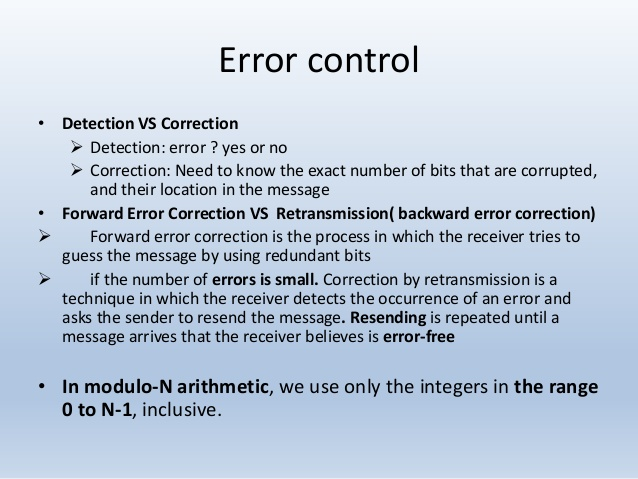 Error control
• Detection VS Correction
➢ Detection: error ? yes or no
➢ Correction: Need to know the exact number of bits that are corrupted,
and their location in the message
• Forward Error Correction VS Retransmission( backward error correction)
➢ Forward error correction is the process in which the receiver tries to
guess the message by using redundant bits
➢ if the number of errors is small. Correction by retransmission is a
technique in which the receiver detects the occurrence of an error and
asks the sender to resend the message. Resending is repeated until a
message arrives that the receiver believes is error-free
• In modulo-N arithmetic, we use only the integers in the range
0 to N-1, inclusive.